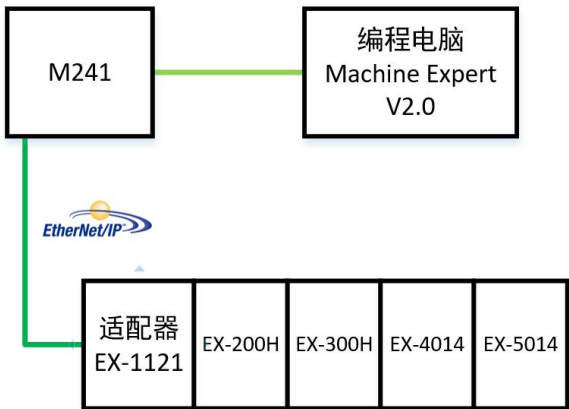 M241
编程电脑
Machine Expert
V2.0
EtherNet/IP
适配器
EX-1121
EX-200H
EX-300H
EX-4014
EX-5014